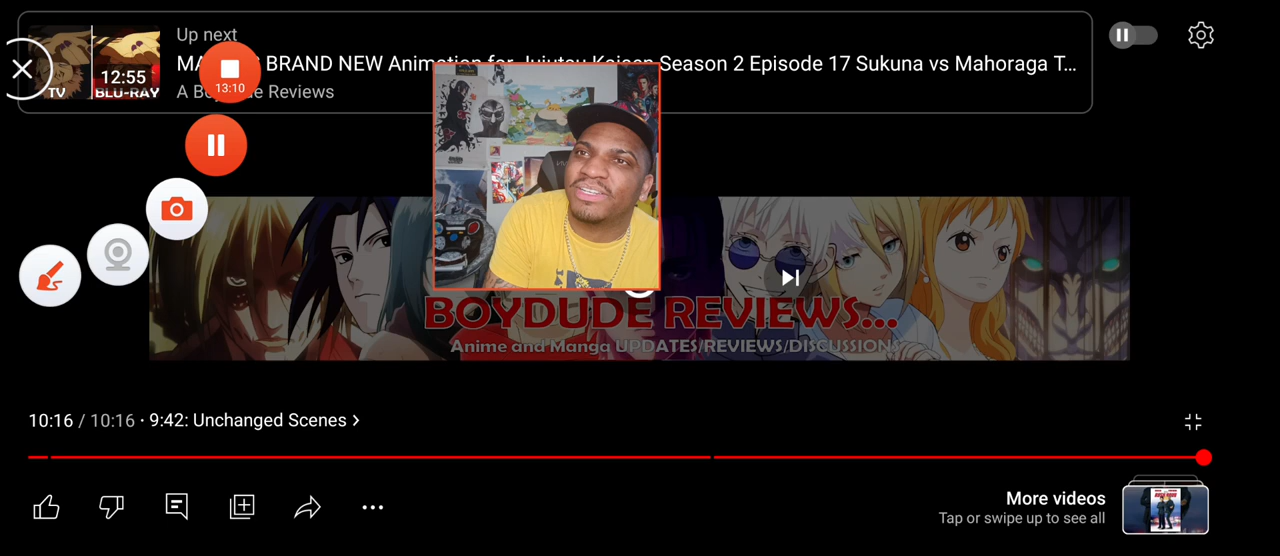 Up next
12:55
TV
BLU-RAY
BRAND NEW Animation for Jujutsu Kaisen Season 2 Episode 17 Sukuna vs Mahoraga T...
A Bo
e Reviews
13:10
BOYDUDE REVIEWS...
Anime and Manga UPDATES/REVIEWS/DISCUSSIONS
10:16 / 10:16 · 9:42: Unchanged Scenes >
More videos
Tap or swipe up to see all